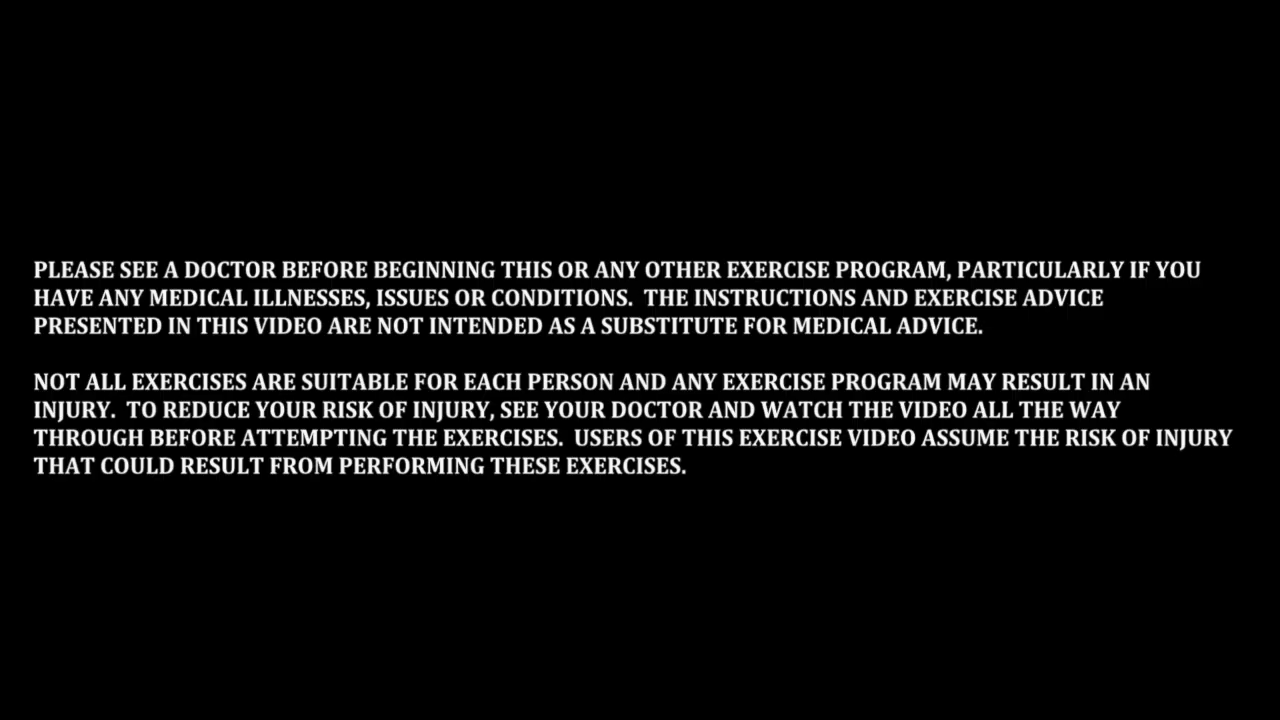 PLEASE SEE A DOCTOR BEFORE BEGINNING THIS OR ANY OTHER EXERCISE PROGRAM, PARTICULARLY IF YOU
HAVE ANY MEDICAL ILLNESSES, ISSUES OR CONDITIONS.  THE INSTRUCTIONS AND EXERCISE ADVICE
PRESENTED IN THIS VIDEO ARE NOT INTENDED AS A SUBSTITUTE FOR MEDICAL ADVICE.
NOT ALL EXERCISES ARE SUITABLE FOR EACH PERSON AND ANY EXERCISE PROGRAM MAY RESULT IN AN
INJURY.  TO REDUCE YOUR RISK OF INJURY, SEE YOUR DOCTOR AND WATCH THE VIDEO ALL THE WAY
THROUGH BEFORE ATTEMPTING THE EXERCISES.  USERS OF THIS EXERCISE VIDEO ASSUME THE RISK OF INJURY
THAT COULD RESULT FROM PERFORMING THESE EXERCISES.